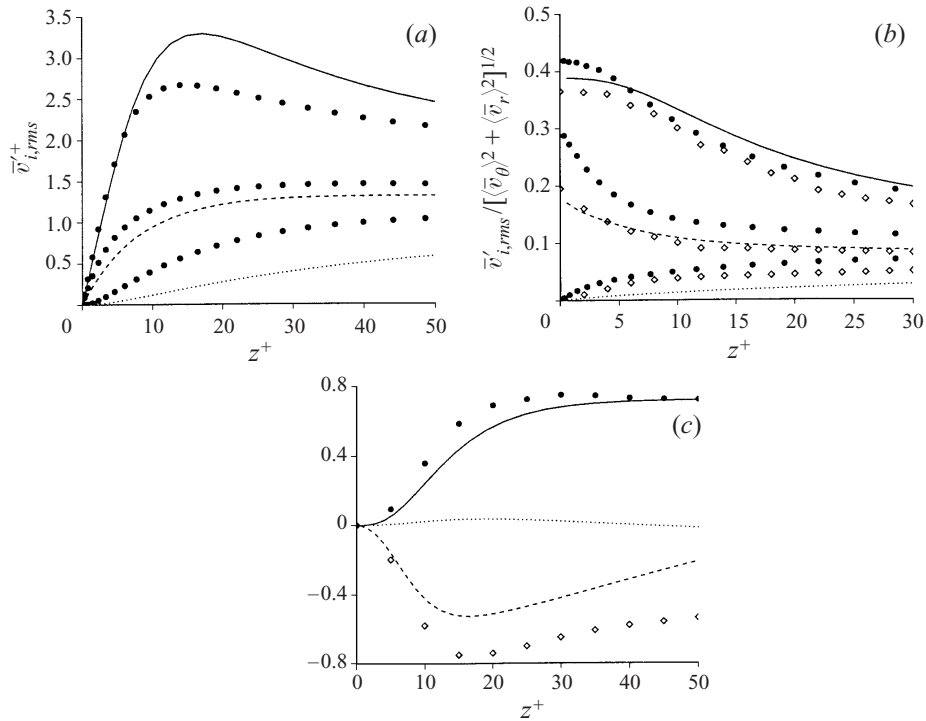 3.5
3.0
2.5
2.0
1.5
1.0
0.5
0 10 20 30 40 50
v̄′⁺ᵢ,rms
z⁺
(a)
0.5
0.4
0.3
0.2
0.1
0 5 10 15 20 25 30
v̄′ᵢ,rms/[⟨v̄_θ⟩² + ⟨v̄_r⟩²]^{1/2}
z⁺
(b)
0.8
0.4
0
−0.4
−0.8
0 10 20 30 40 50
z⁺
(c)